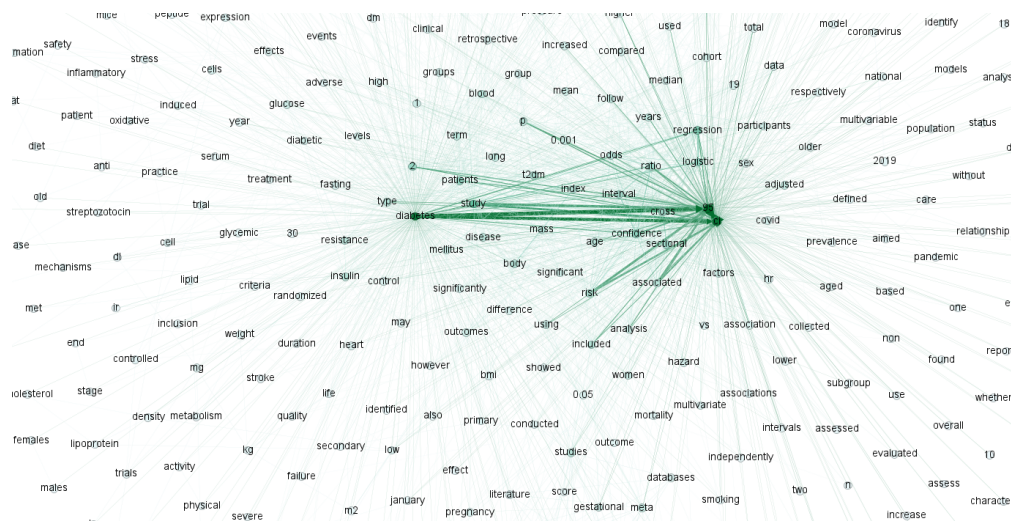 mice peptide expression dm clinical pressure higher used total model identify 18
mation safety effects events retrospective increased compared cohort coronavirus
inflammatory stress cells adverse high groups group median data national models analys
patient induced glucose 1 blood mean follow 19 respectively
at oxidative year levels term p years regression participants multivariable population status
diet anti diabetic long 0.001 odds ratio logistic sex older 2019
practice serum treatment fasting 2 patients t2dm index interval adjusted without
old trial type study defined care
streptozotocin glycemic 30 diabetes mass cross 95 ci covid relationship
ase cell resistance mellitus disease age confidence sectional prevalence aimed
mechanisms dl lipid criteria insulin control body significant associated factors hr pandemic
met ir randomized significantly difference risk aged based one
end inclusion weight duration heart may outcomes using included analysis vs association collected non
controlled mg stroke however bmi showed women hazard lower found repor
olesterol stage life 0.05 associations subgroup use whether
density metabolism quality identified also primary conducted mortality multivariate intervals assessed overall
females lipoprotein kg secondary low studies outcome independently evaluated 10
trials activity failure effect score databases two n assess
males physical severe m2 january literature pregnancy gestational meta smoking increase characte